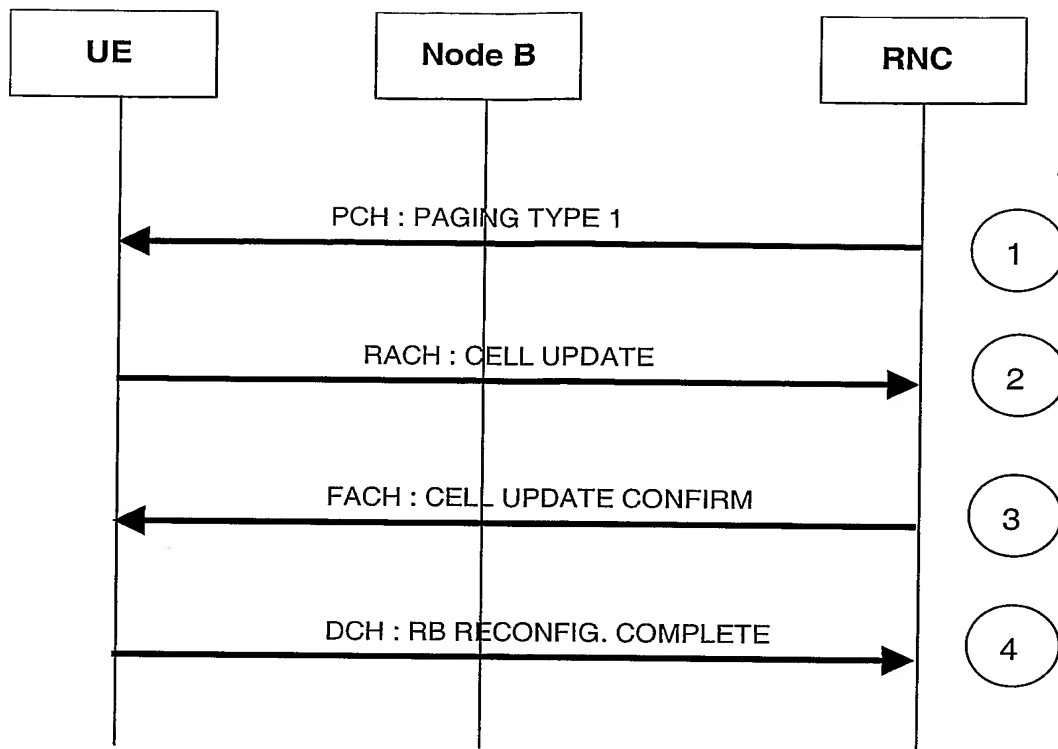 UE
Node B
RNC
PCH : PAGING TYPE 1
1
RACH : CELL UPDATE
2
FACH : CELL UPDATE CONFIRM
3
DCH : RB RECONFIG. COMPLETE
4